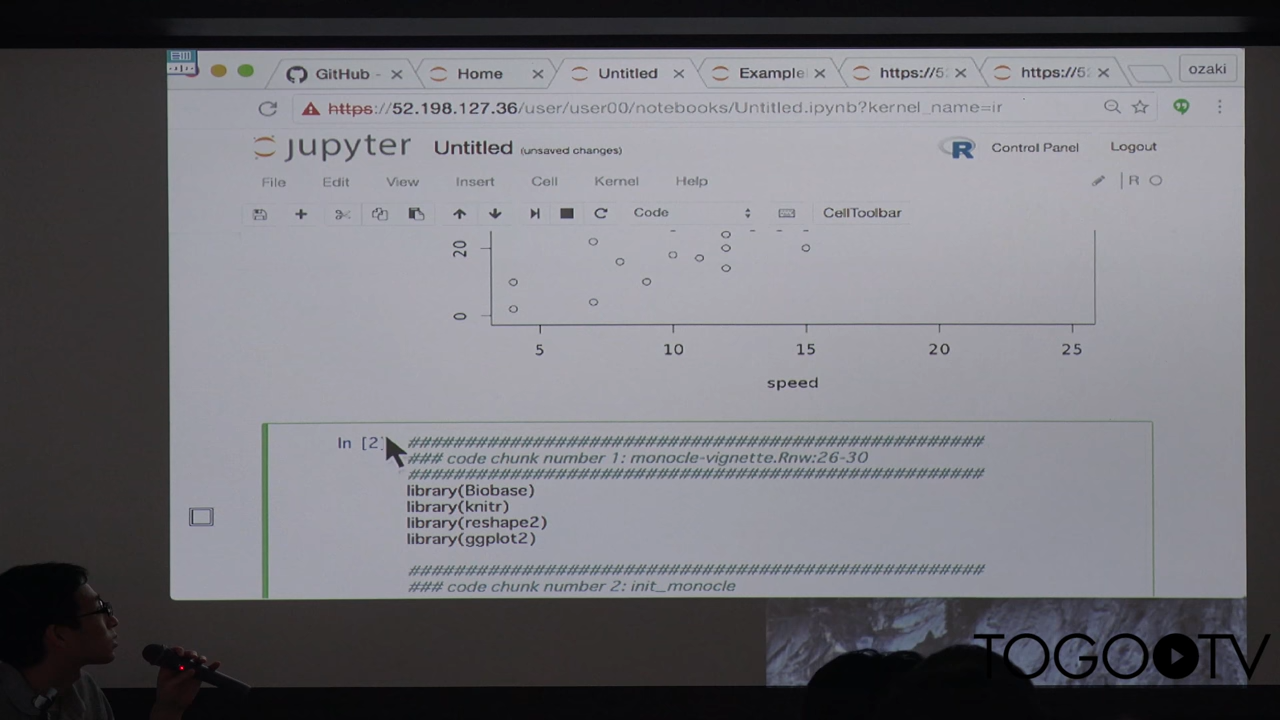 GitHub -
Home
Untitled
Example
https://5
https://5
ozaki
https://52.198.127.36/user/user00/notebooks/Untitled.ipynb?kernel_name=ir
jupyter Untitled (unsaved changes)
R Control Panel Logout
File Edit View Insert Cell Kernel Help
R
Code CellToolbar
20
0
5 10 15 20 25
speed
In [2]
### code chunk number 1: monocle-vignette.Rnw:26-30
library(Biobase)
library(knitr)
library(reshape2)
library(ggplot2)
### code chunk number 2: init_monocle
TOGOTV